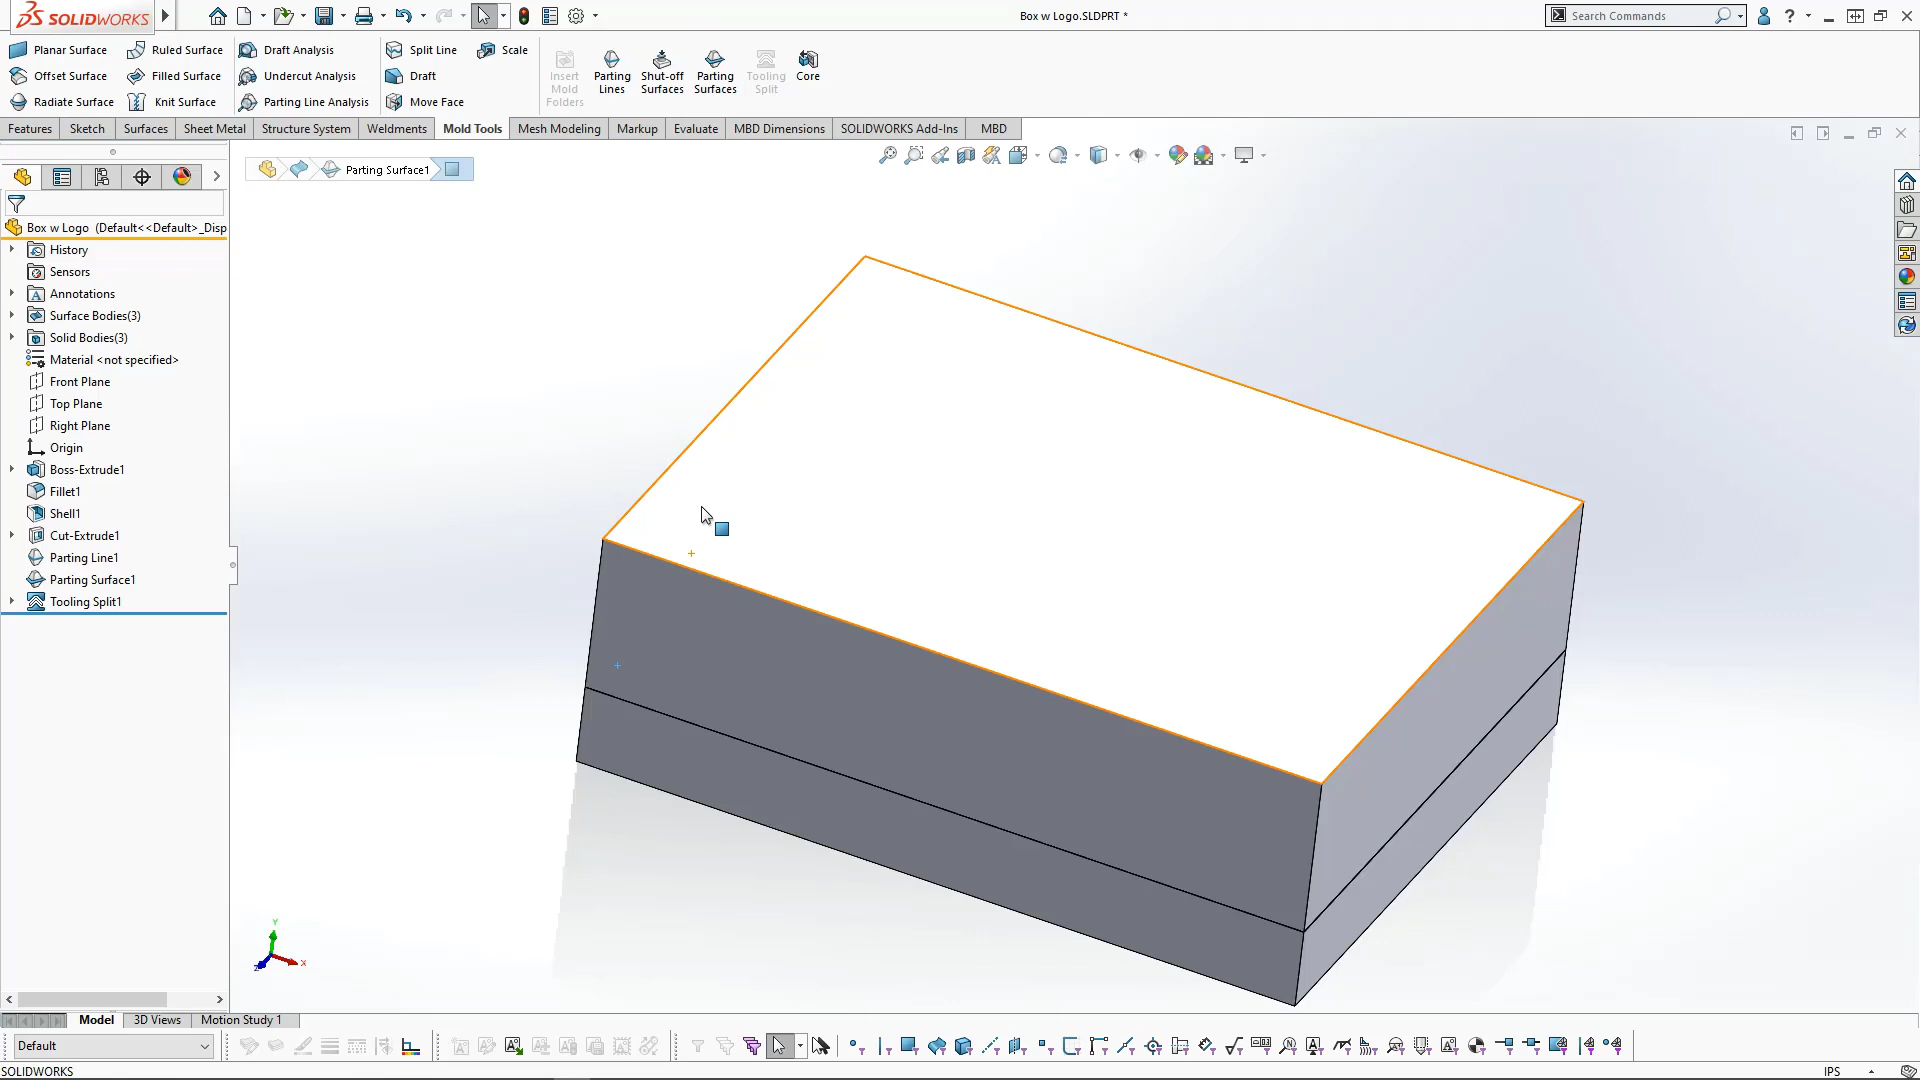 SOLIDWORKS
Box w Logo.SLDPRT *
Search Commands
?
Planar Surface
Ruled Surface
Draft Analysis
Split Line
Scale
Offset Surface
Filled Surface
Undercut Analysis
Draft
Radiate Surface
Knit Surface
Parting Line Analysis
Move Face
Insert Mold Folders
Parting Lines
Shut-off Surfaces
Parting Surfaces
Tooling Split
Core
Features
Sketch
Surfaces
Sheet Metal
Structure System
Weldments
Mold Tools
Mesh Modeling
Markup
Evaluate
MBD Dimensions
SOLIDWORKS Add-Ins
MBD
Parting Surface1
Box w Logo (Default<<Default>_Disp
History
Sensors
Annotations
Surface Bodies(3)
Solid Bodies(3)
Material <not specified>
Front Plane
Top Plane
Right Plane
Origin
Boss-Extrude1
Fillet1
Shell1
Cut-Extrude1
Parting Line1
Parting Surface1
Tooling Split1
Y
X
Z
Model
3D Views
Motion Study 1
Default
SOLIDWORKS
IPS